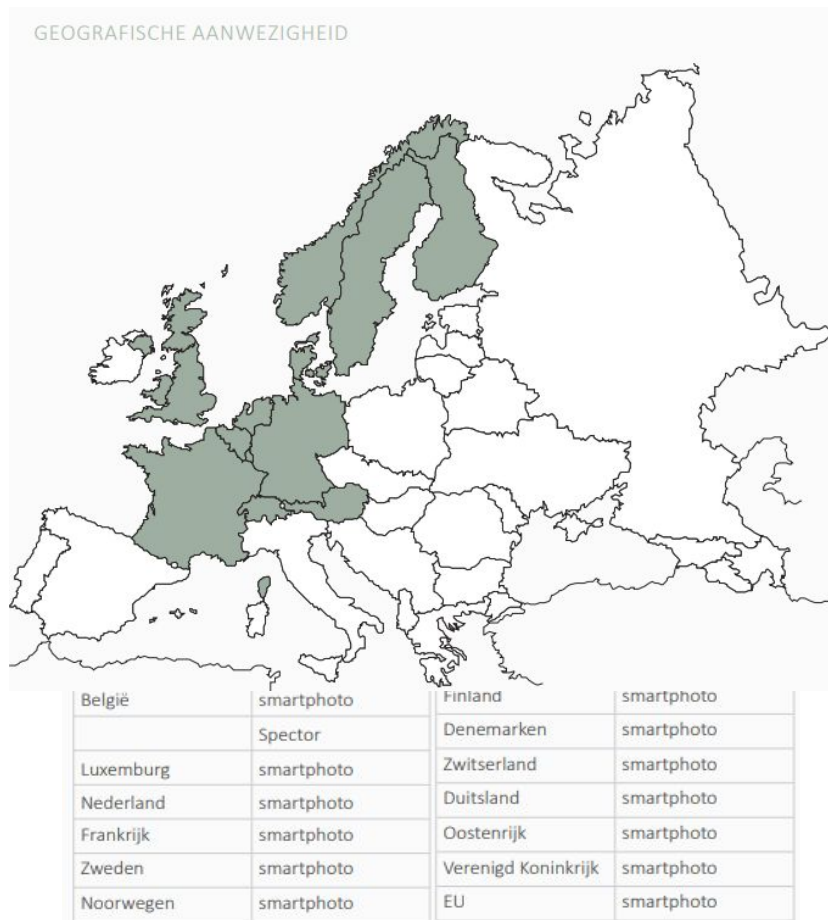 GEOGRAFISCHE AANWEZIGHEID
België smartphoto
Spector
Luxemburg smartphoto
Nederland smartphoto
Frankrijk smartphoto
Zweden smartphoto
Noorwegen smartphoto
Finland smartphoto
Denemarken smartphoto
Zwitserland smartphoto
Duitsland smartphoto
Oostenrijk smartphoto
Verenigd Koninkrijk smartphoto
EU smartphoto